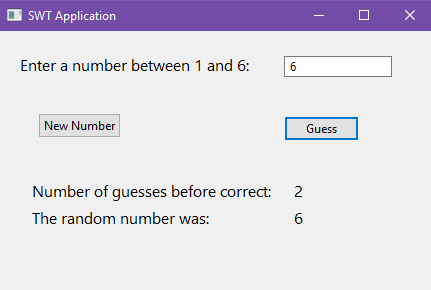 SWT Application
Enter a number between 1 and 6: 6
New Number Guess
Number of guesses before correct: 2
The random number was: 6